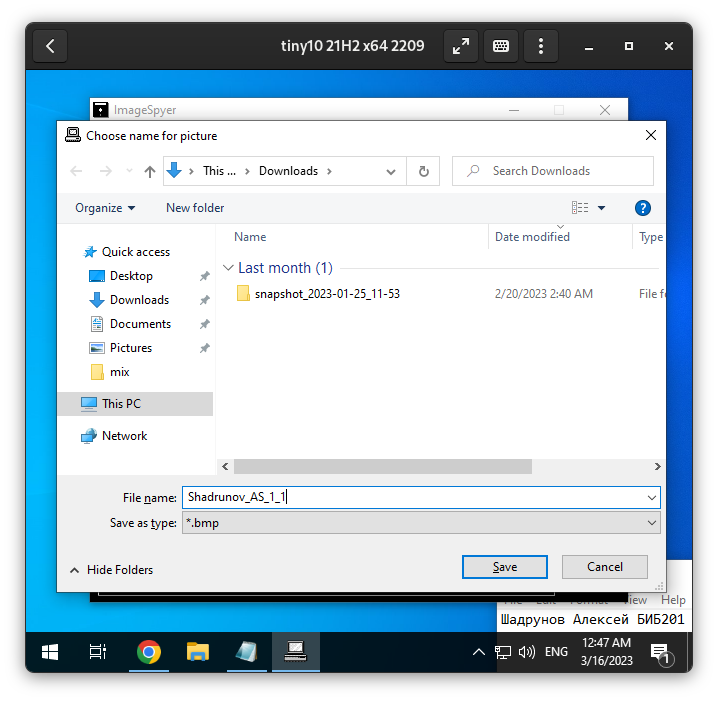 tiny10 21H2 x64 2209
ImageSpyer
Choose name for picture
This ... Downloads
Search Downloads
Organize
New folder
?
Quick access
Desktop
Downloads
Documents
Pictures
mix
This PC
Network
Name
Date modified
Type
Last month (1)
snapshot_2023-01-25_11-53
2/20/2023 2:40 AM
File
File name: Shadrunov_AS_1_1
Save as type: *.bmp
Hide Folders
Save
Cancel
File Edit Format View Help
Шадрунов Алексей БИБ201
ENG
12:47 AM
3/16/2023
1